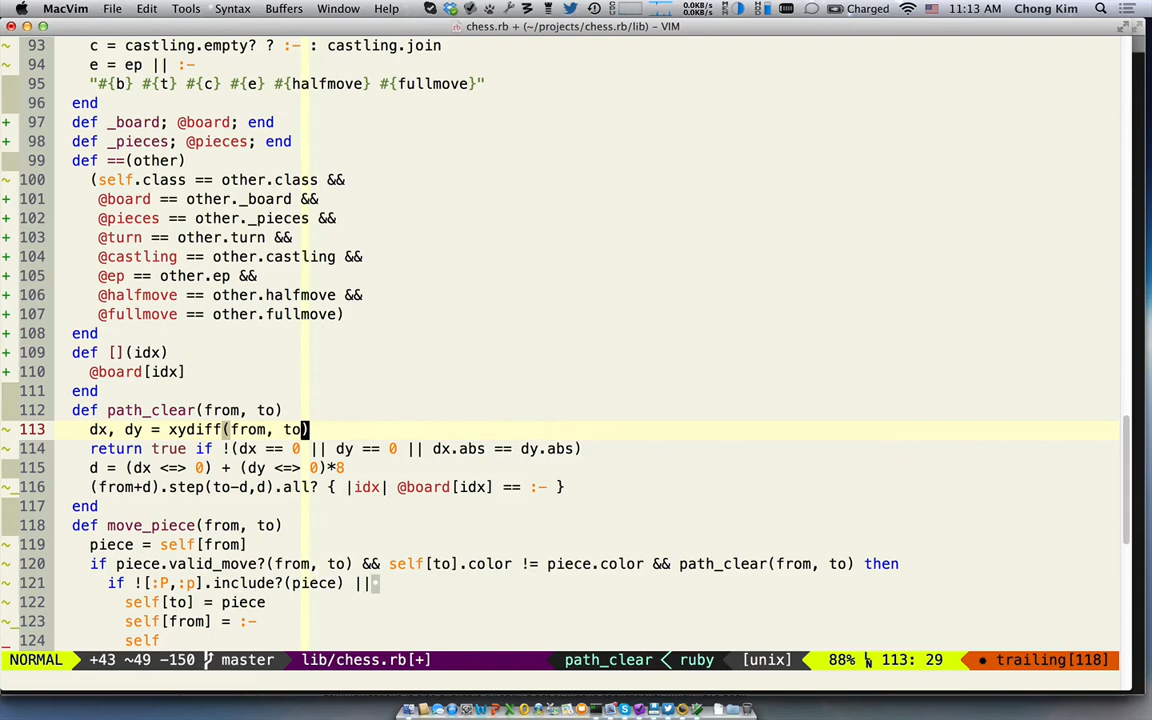 MacVim File Edit Tools Syntax Buffers Window Help 0.0KB/s 0.0KB/s Charged 11:13 AM Chong Kim
chess.rb (~/projects/chess.rb/lib) - VIM
~ 93 c = castling.empty? ? :- : castling.join
~ 94 e = ep || :-
95 "#{b} #{t} #{c} #{e} #{halfmove} #{fullmove}"
96 end
+ 97 def _board; @board; end
+ 98 def _pieces; @pieces; end
99 def ==(other)
~ 100 (self.class == other.class &&
+ 101 @board == other._board &&
+ 102 @pieces == other._pieces &&
+ 103 @turn == other.turn &&
+ 104 @castling == other.castling &&
+ 105 @ep == other.ep &&
+ 106 @halfmove == other.halfmove &&
+ 107 @fullmove == other.fullmove)
+ 108 end
+ 109 def [](idx)
+ 110 @board[idx]
111 end
112 def path_clear(from, to)
~ 113 dx, dy = xydiff(from, to)
~ 114 return true if !(dx == 0 || dy == 0 || dx.abs == dy.abs)
~ 115 d = (dx <=> 0) + (dy <=> 0)*8
~_ 116 (from+d).step(to-d,d).all? { |idx| @board[idx] == :- }
117 end
118 def move_piece(from, to)
~ 119 piece = self[from]
~ 120 if piece.valid_move?(from, to) && self[to].color != piece.color && path_clear(from, to) then
~ 121 if ![:P,:p].include?(piece) ||
~ 122 self[to] = piece
~_ 123 self[from] = :-
_ 124 self
NORMAL +43 ~49 -150 master lib/chess.rb[+] path_clear < ruby [unix] 88% LN 113: 29 trailing[118]